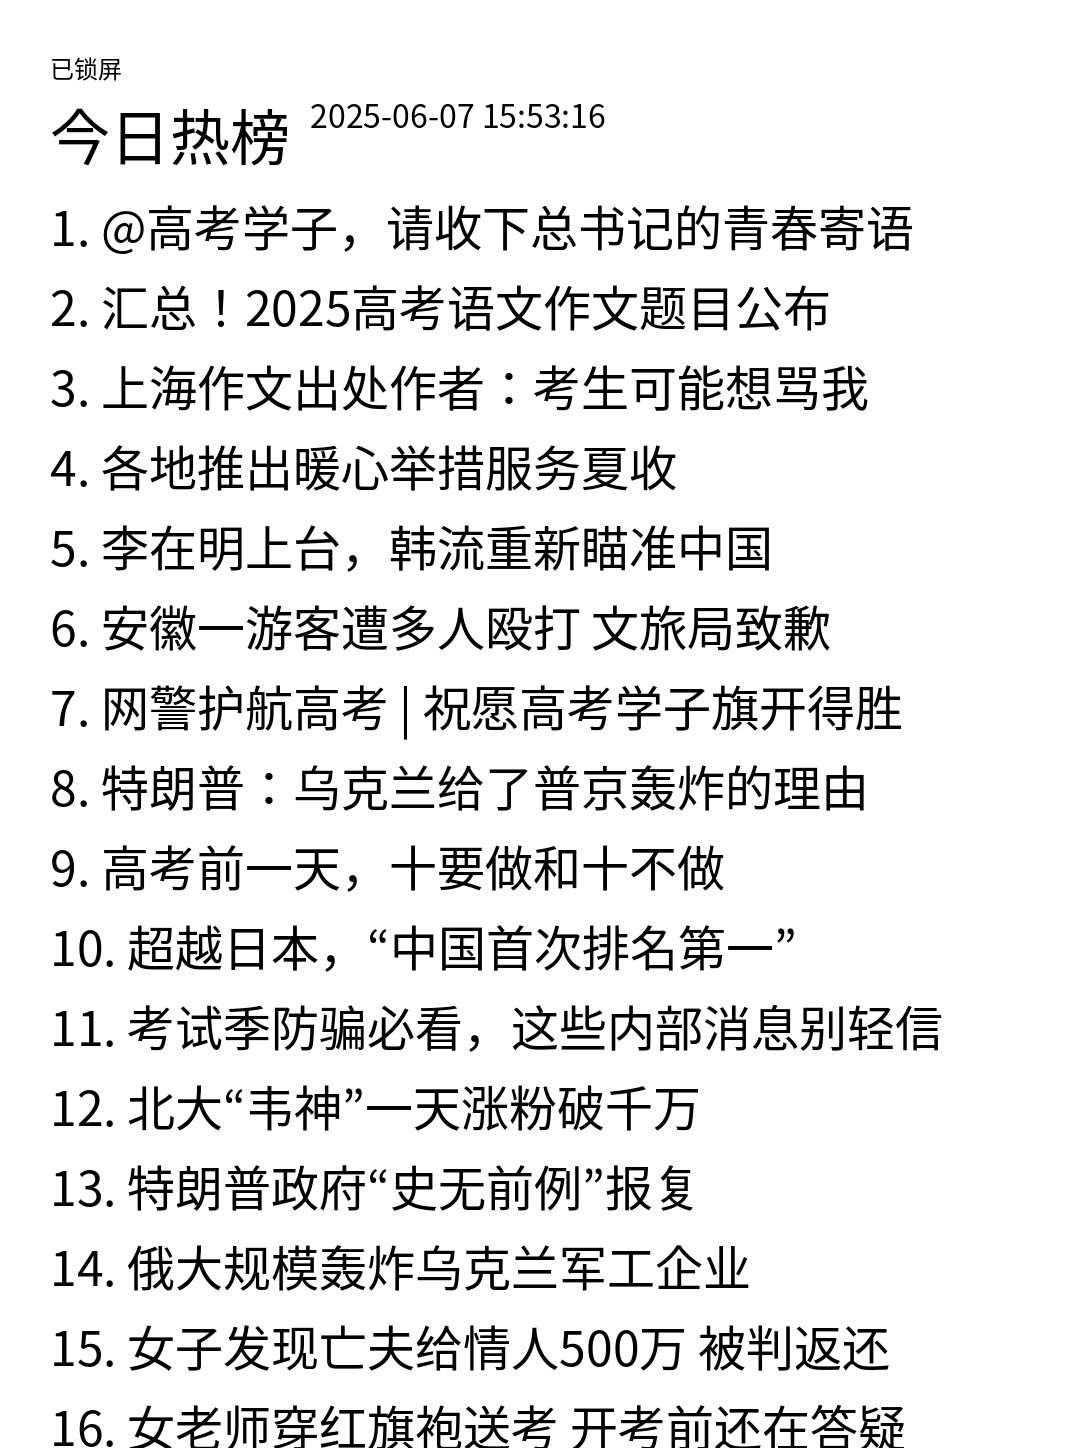 已锁屏
今日热榜 2025-06-07 15:53:16
1. @高考学子，请收下总书记的青春寄语
2. 汇总！2025高考语文作文题目公布
3. 上海作文出处作者：考生可能想骂我
4. 各地推出暖心举措服务夏收
5. 李在明上台，韩流重新瞄准中国
6. 安徽一游客遭多人殴打 文旅局致歉
7. 网警护航高考 | 祝愿高考学子旗开得胜
8. 特朗普：乌克兰给了普京轰炸的理由
9. 高考前一天，十要做和十不做
10. 超越日本，“中国首次排名第一”
11. 考试季防骗必看，这些内部消息别轻信
12. 北大“韦神”一天涨粉破千万
13. 特朗普政府“史无前例”报复
14. 俄大规模轰炸乌克兰军工企业
15. 女子发现亡夫给情人500万 被判返还
16. 女老师穿红旗袍送考 开考前还在答疑